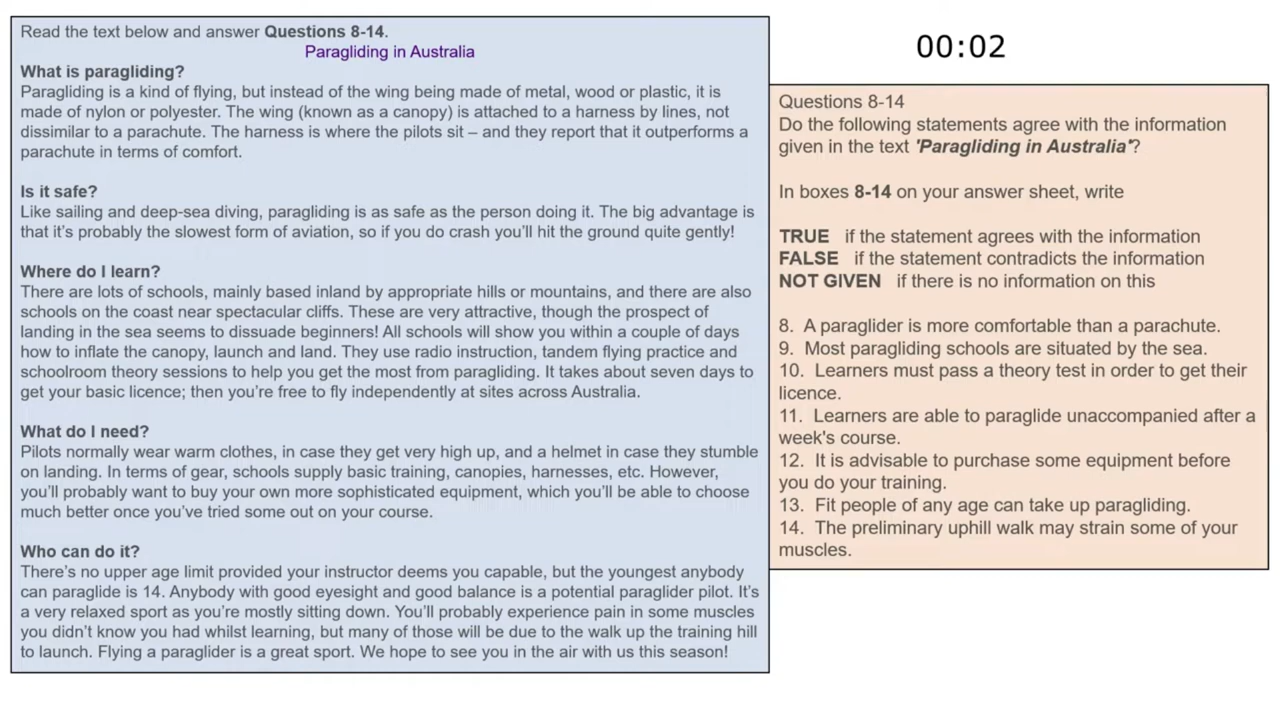 Read the text below and answer Questions 8-14.
Paragliding in Australia
What is paragliding?
Paragliding is a kind of flying, but instead of the wing being made of metal, wood or plastic, it is
made of nylon or polyester. The wing (known as a canopy) is attached to a harness by lines, not
dissimilar to a parachute. The harness is where the pilots sit – and they report that it outperforms a
parachute in terms of comfort.
Is it safe?
Like sailing and deep-sea diving, paragliding is as safe as the person doing it. The big advantage is
that it's probably the slowest form of aviation, so if you do crash you'll hit the ground quite gently!
Where do I learn?
There are lots of schools, mainly based inland by appropriate hills or mountains, and there are also
schools on the coast near spectacular cliffs. These are very attractive, though the prospect of
landing in the sea seems to dissuade beginners! All schools will show you within a couple of days
how to inflate the canopy, launch and land. They use radio instruction, tandem flying practice and
schoolroom theory sessions to help you get the most from paragliding. It takes about seven days to
get your basic licence; then you're free to fly independently at sites across Australia.
What do I need?
Pilots normally wear warm clothes, in case they get very high up, and a helmet in case they stumble
on landing. In terms of gear, schools supply basic training, canopies, harnesses, etc. However,
you'll probably want to buy your own more sophisticated equipment, which you'll be able to choose
much better once you've tried some out on your course.
Who can do it?
There's no upper age limit provided your instructor deems you capable, but the youngest anybody
can paraglide is 14. Anybody with good eyesight and good balance is a potential paraglider pilot. It's
a very relaxed sport as you're mostly sitting down. You'll probably experience pain in some muscles
you didn't know you had whilst learning, but many of those will be due to the walk up the training hill
to launch. Flying a paraglider is a great sport. We hope to see you in the air with us this season!
00:02
Questions 8-14
Do the following statements agree with the information
given in the text 'Paragliding in Australia'?
In boxes 8-14 on your answer sheet, write
TRUE if the statement agrees with the information
FALSE if the statement contradicts the information
NOT GIVEN if there is no information on this
8. A paraglider is more comfortable than a parachute.
9. Most paragliding schools are situated by the sea.
10. Learners must pass a theory test in order to get their
licence.
11. Learners are able to paraglide unaccompanied after a
week's course.
12. It is advisable to purchase some equipment before
you do your training.
13. Fit people of any age can take up paragliding.
14. The preliminary uphill walk may strain some of your
muscles.